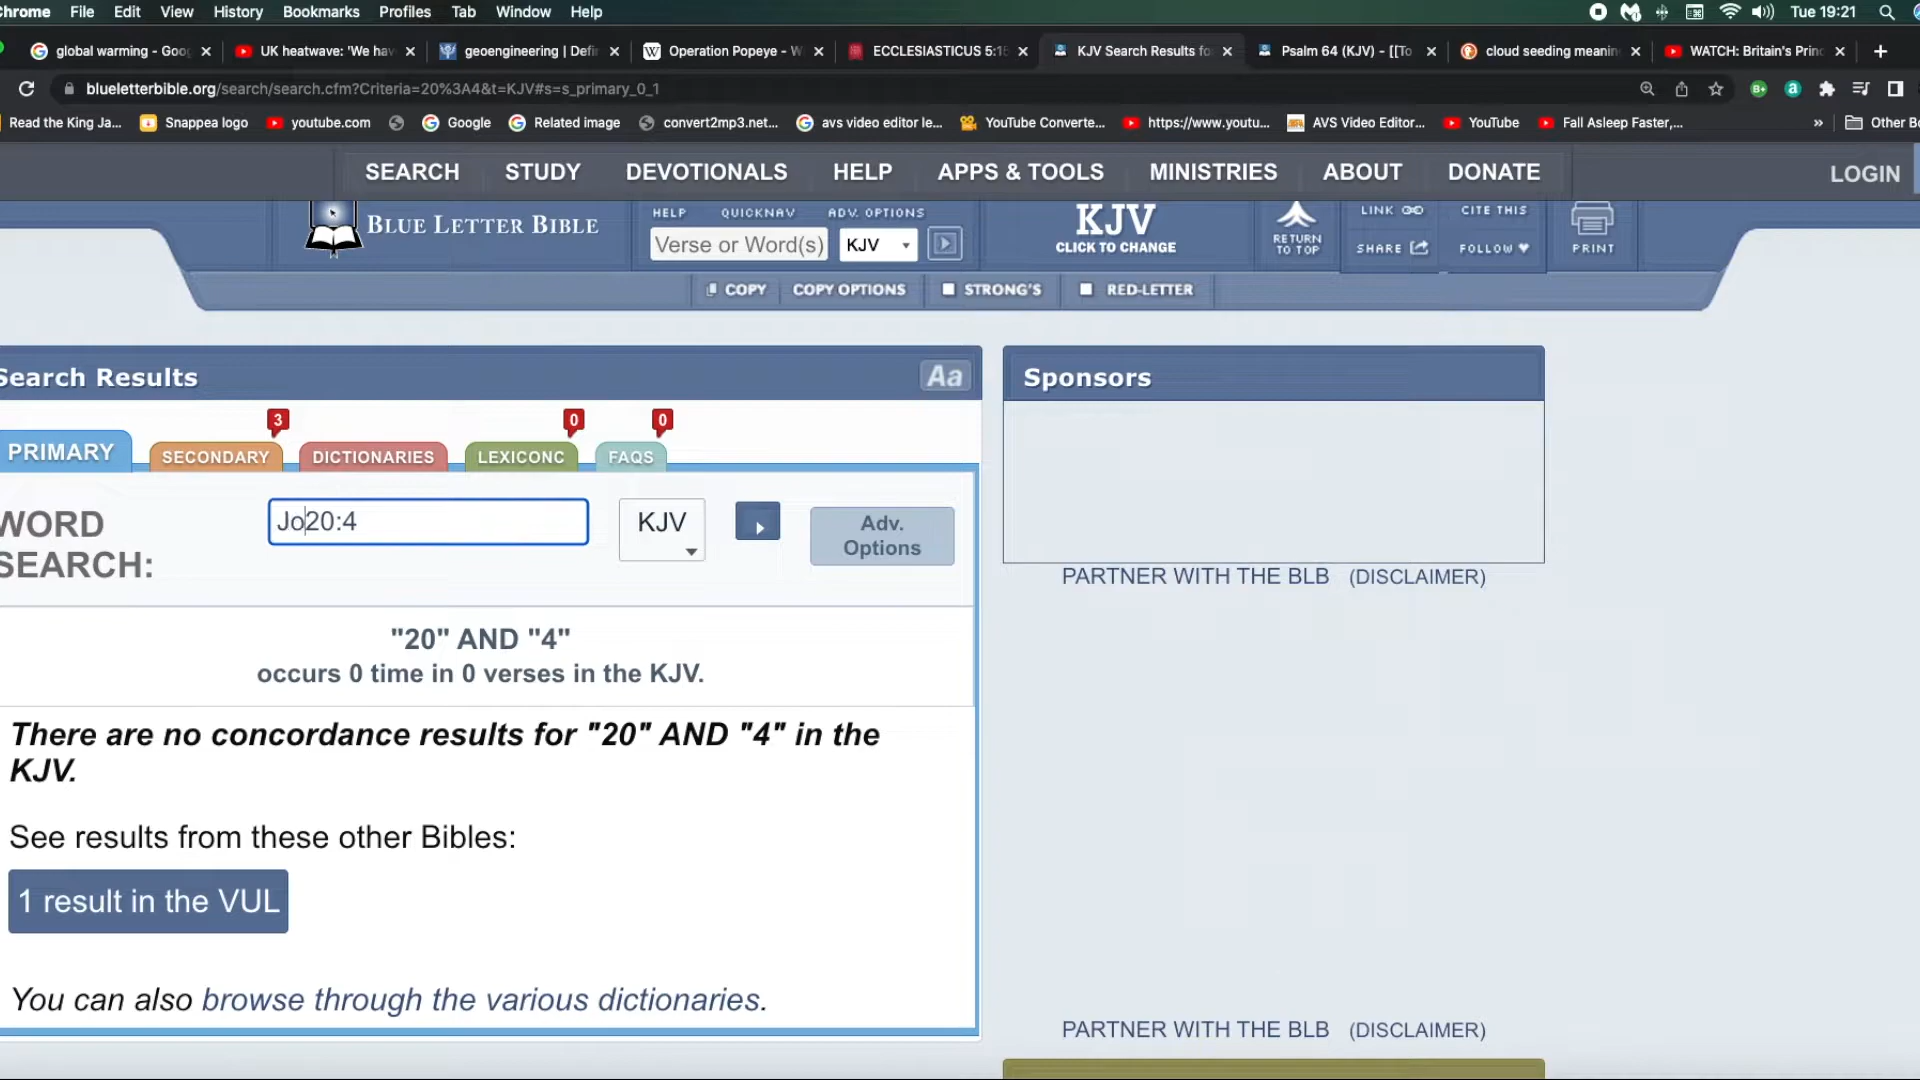 Chrome File Edit View History Bookmarks Profiles Tab Window Help Tue 19:21
global warming - Goo UK heatwave: 'We hav geoengineering | Defin Operation Popeye - W ECCLESIASTICUS 5:1 KJV Search Results fo Psalm 64 (KJV) - [[To cloud seeding meanin WATCH: Britain's Prin
blueletterbible.org/search/search.cfm?Criteria=20%3A4&t=KJV#s=s_primary_0_1
Read the King Ja... Snappea logo youtube.com Google Related image convert2mp3.net... avs video editor le... YouTube Converte... https://www.youtu... AVS Video Editor... YouTube Fall Asleep Faster,... » Other Bo
SEARCH STUDY DEVOTIONALS HELP APPS & TOOLS MINISTRIES ABOUT DONATE LOGIN
BLUE LETTER BIBLE
HELP QUICKNAV ADV. OPTIONS
Verse or Word(s) KJV
KJV
CLICK TO CHANGE
RETURN
TO TOP
LINK CITE THIS
SHARE FOLLOW PRINT
COPY COPY OPTIONS STRONG'S RED-LETTER
Search Results Aa
Sponsors
3 0 0
PRIMARY SECONDARY DICTIONARIES LEXICONC FAQS
WORD
SEARCH:
Jo20:4 KJV
Adv.
Options
PARTNER WITH THE BLB (DISCLAIMER)
"20" AND "4"
occurs 0 time in 0 verses in the KJV.
There are no concordance results for "20" AND "4" in the
KJV.
See results from these other Bibles:
1 result in the VUL
You can also browse through the various dictionaries.
PARTNER WITH THE BLB (DISCLAIMER)